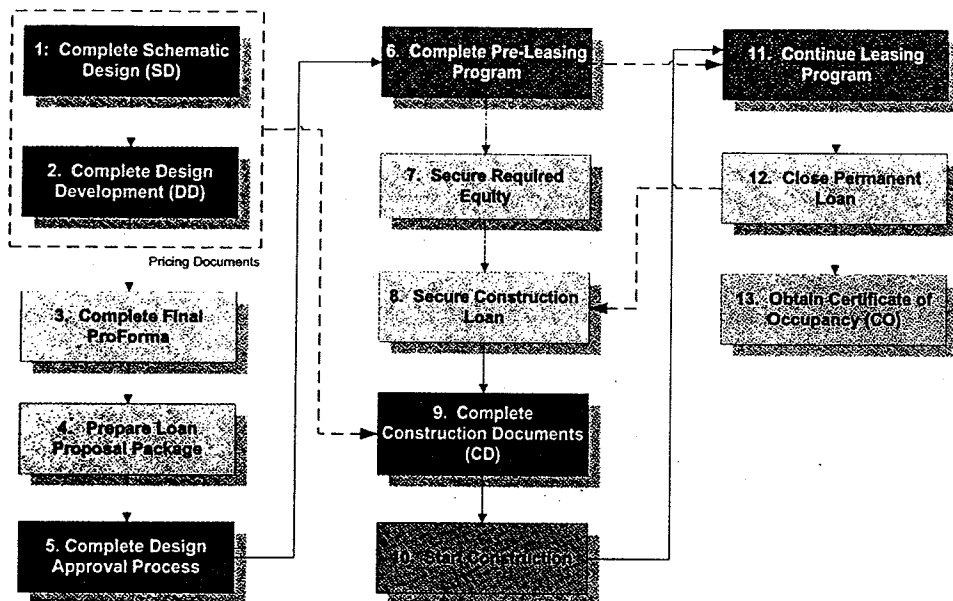 1: Complete Schematic
Design (SD)
2. Complete Design
Development (DD)
Pricing Documents
3. Complete Final
ProForma
4. Prepare Loan
Proposal Package
5. Complete Design
Approval Process
6. Complete Pre-Leasing
Program
7. Secure Required
Equity
8. Secure Construction
Loan
9. Complete
Construction Documents
(CD)
10. Start Construction
11. Continue Leasing
Program
12. Close Permanent
Loan
13. Obtain Certificate of
Occupancy (CO)